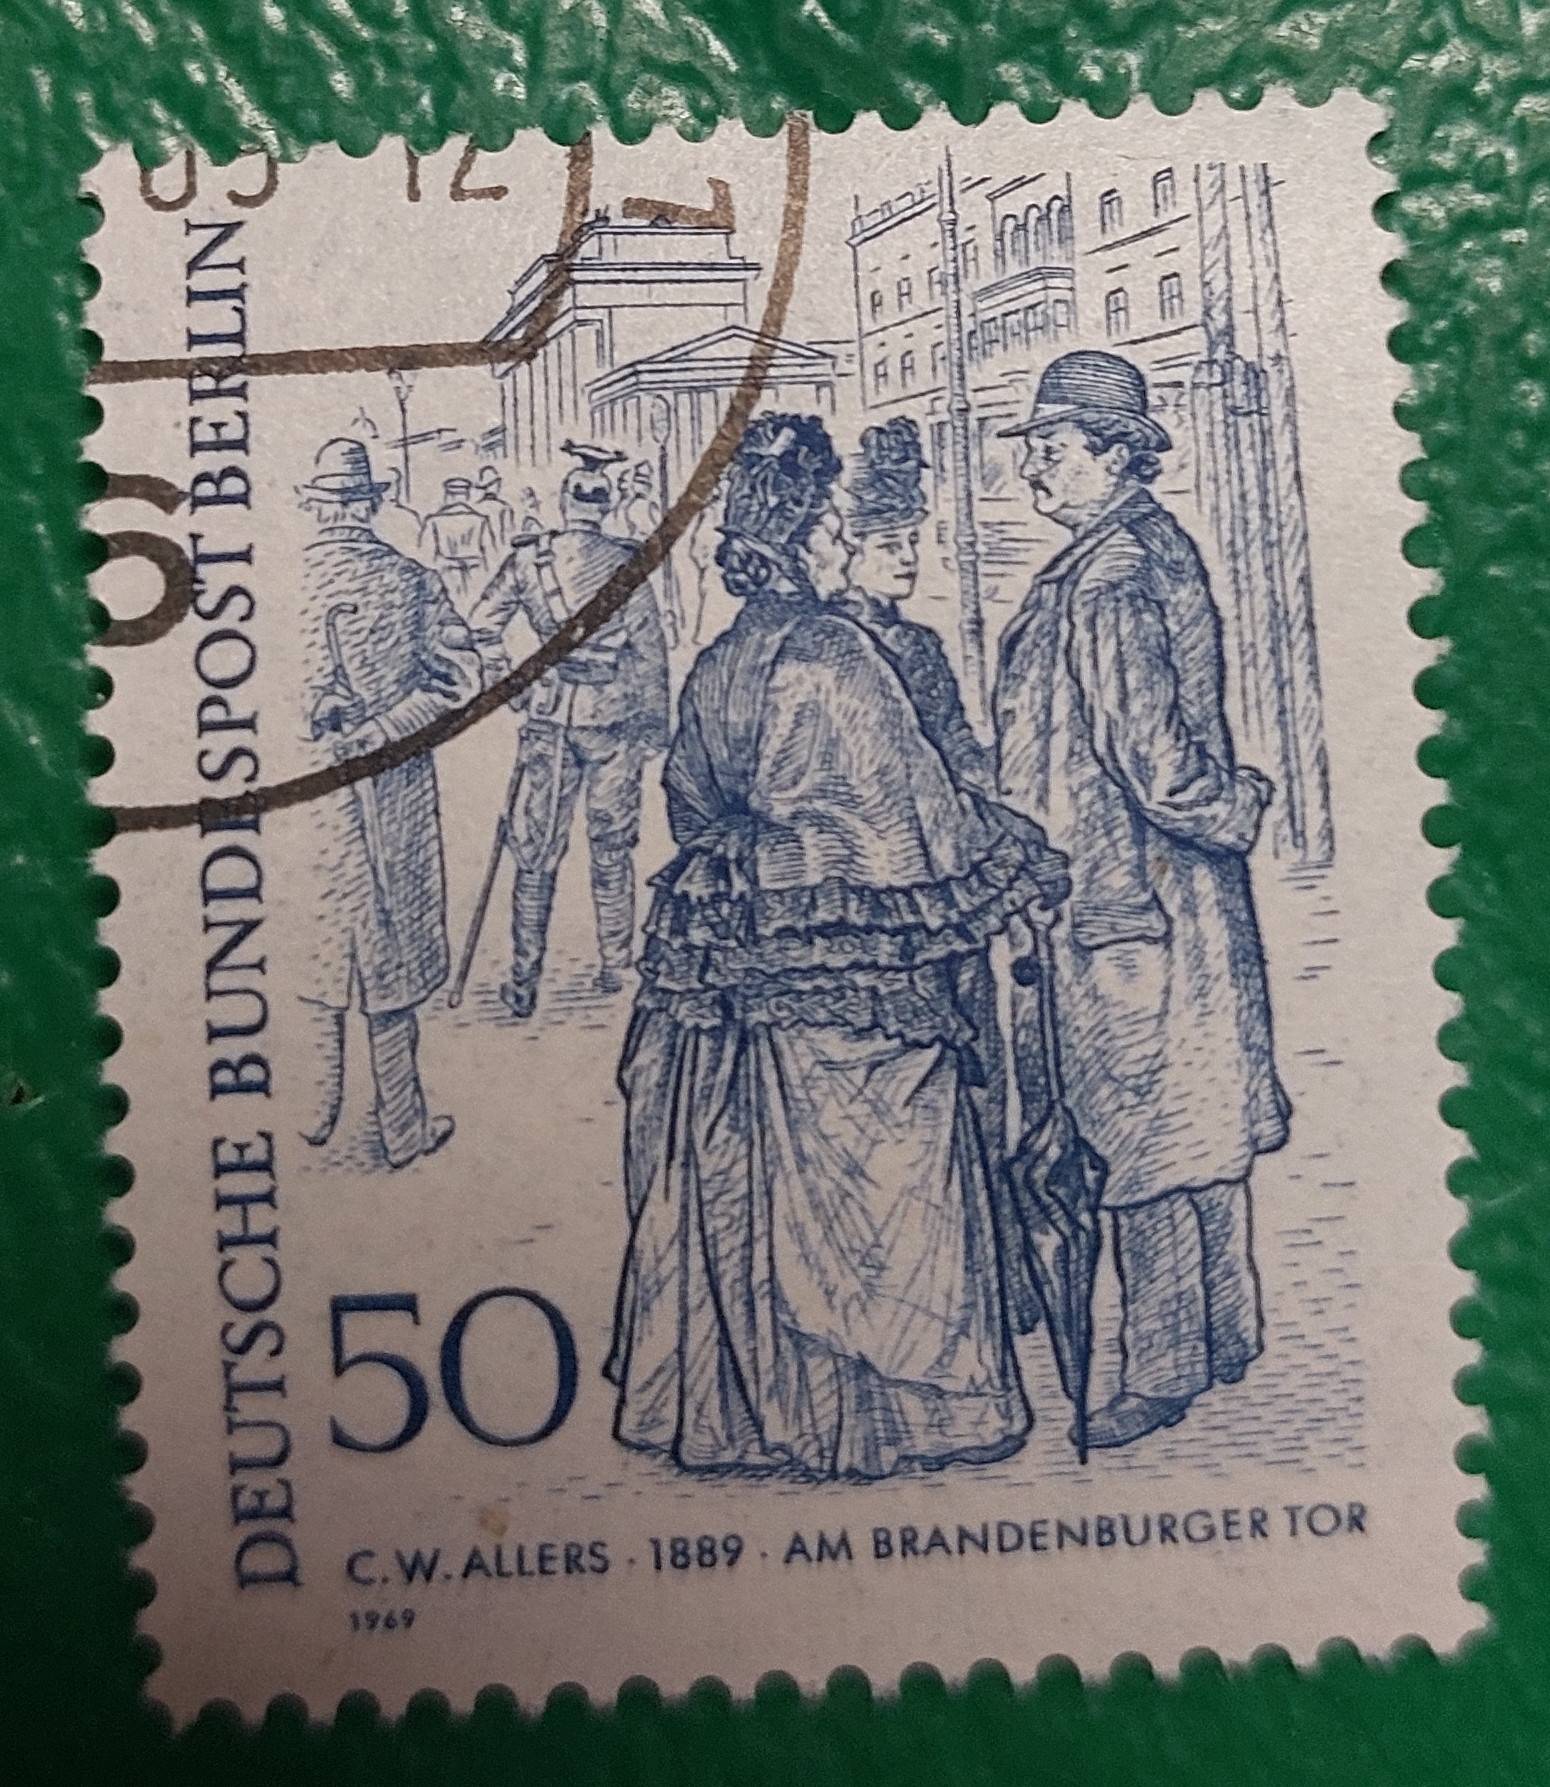 DEUTSCHE BUNDESPOST BERLIN
50
C.W. ALLERS · 1889 · AM BRANDENBURGER TOR
1969